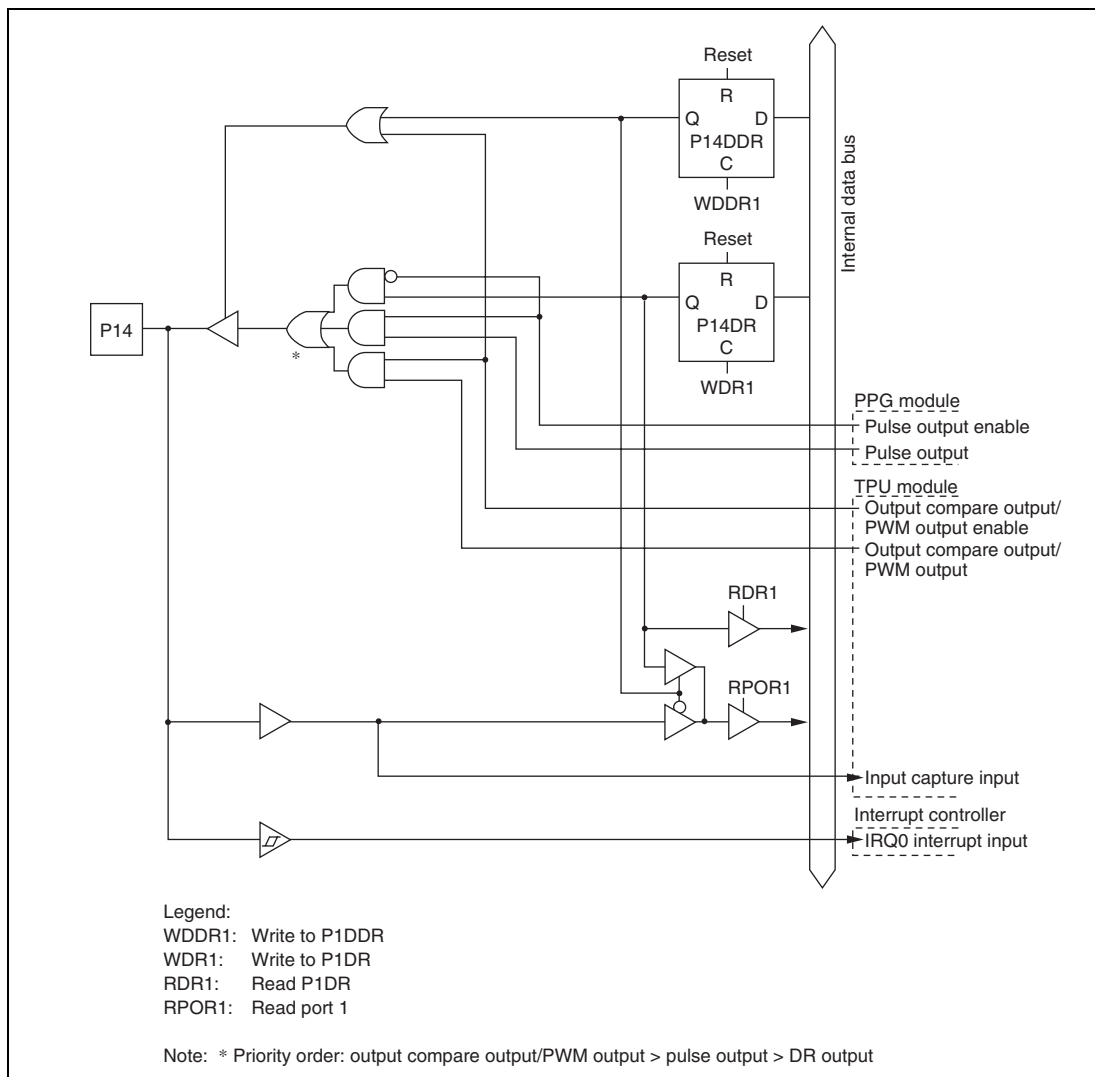 Reset
R
Q D
P14DDR
C
WDDR1
Reset
R
Q D
P14DR
C
WDR1
Internal data bus
P14
*
PPG module
Pulse output enable
Pulse output
TPU module
Output compare output/
PWM output enable
Output compare output/
PWM output
RDR1
RPOR1
Input capture input
Interrupt controller
IRQ0 interrupt input
Legend:
WDDR1: Write to P1DDR
WDR1: Write to P1DR
RDR1: Read P1DR
RPOR1: Read port 1
Note: * Priority order: output compare output/PWM output > pulse output > DR output